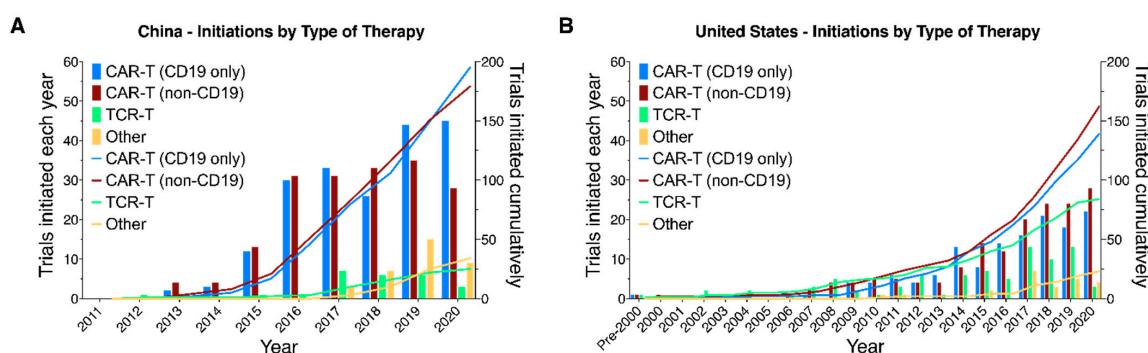 A
China - Initiations by Type of Therapy
Trials initiated each year
60
50
40
30
20
10
0
CAR-T (CD19 only)
CAR-T (non-CD19)
TCR-T
Other
CAR-T (CD19 only)
CAR-T (non-CD19)
TCR-T
Other
200
150
100
50
0
Trials initiated cumulatively
2011
2012
2013
2014
2015
2016
2017
2018
2019
2020
Year
B
United States - Initiations by Type of Therapy
Trials initiated each year
60
50
40
30
20
10
0
CAR-T (CD19 only)
CAR-T (non-CD19)
TCR-T
Other
CAR-T (CD19 only)
CAR-T (non-CD19)
TCR-T
Other
200
150
100
50
0
Trials initiated cumulatively
Pre-2000
2000
2001
2002
2003
2004
2005
2006
2007
2008
2009
2010
2011
2012
2013
2014
2015
2016
2017
2018
2019
2020
Year